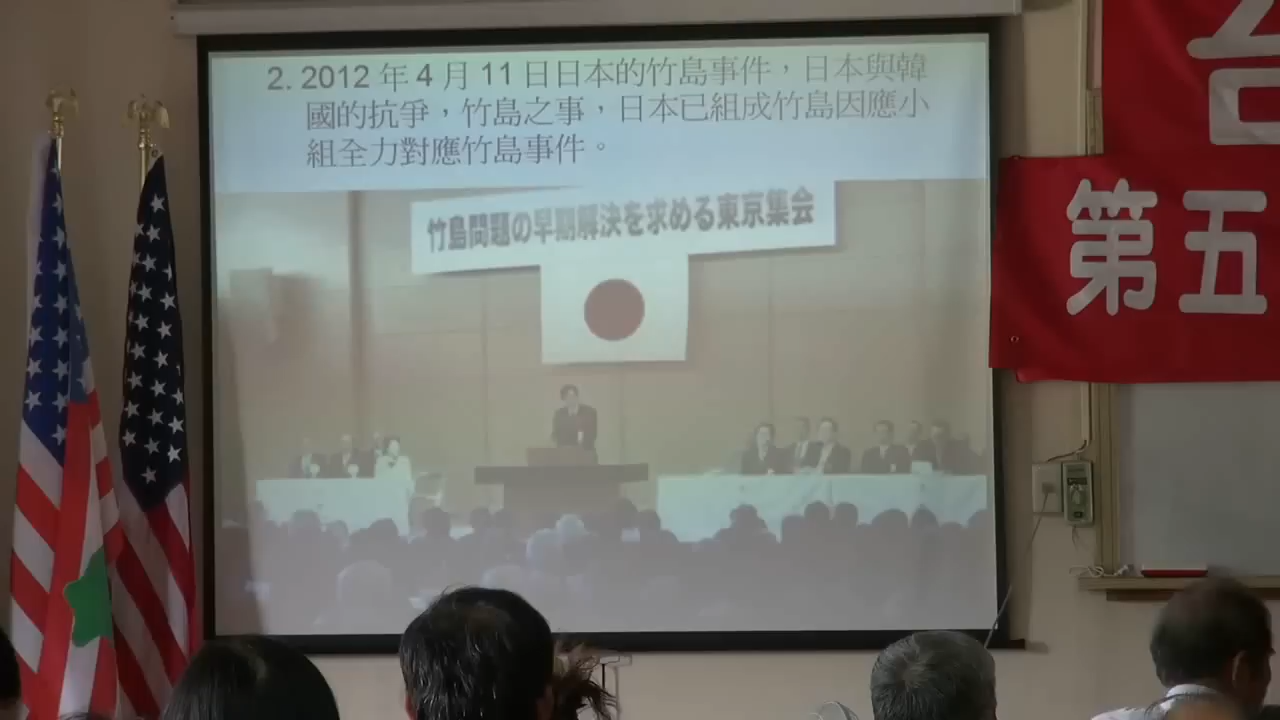 2. 2012 年 4 月 11 日日本的竹島事件，日本與韓
國的抗爭，竹島之事，日本已組成竹島因應小
組全力對應竹島事件。
竹島問題の早期解決を求める東京集会
台
第五